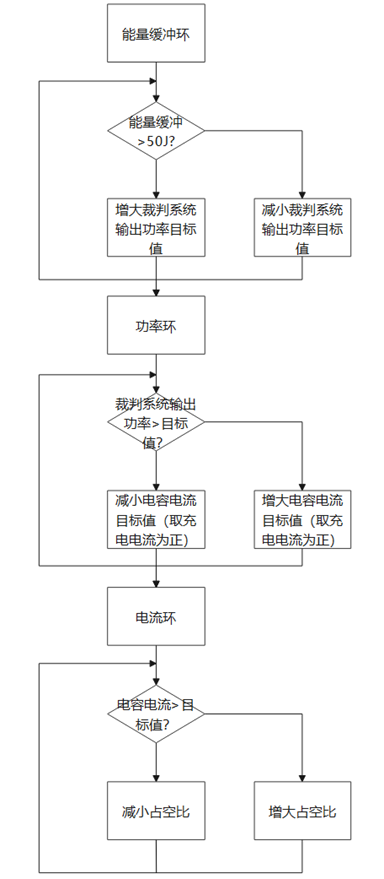 能量缓冲环
能量缓冲
>50J?
增大裁判系统
输出功率目标
值
减小裁判系统
输出功率目标
值
功率环
裁判系统输出
功率>目标
值?
减小电容电流
目标值（取充
电电流为正）
增大电容电流
目标值（取充
电电流为正）
电流环
电容电流>目
标值?
减小占空比
增大占空比